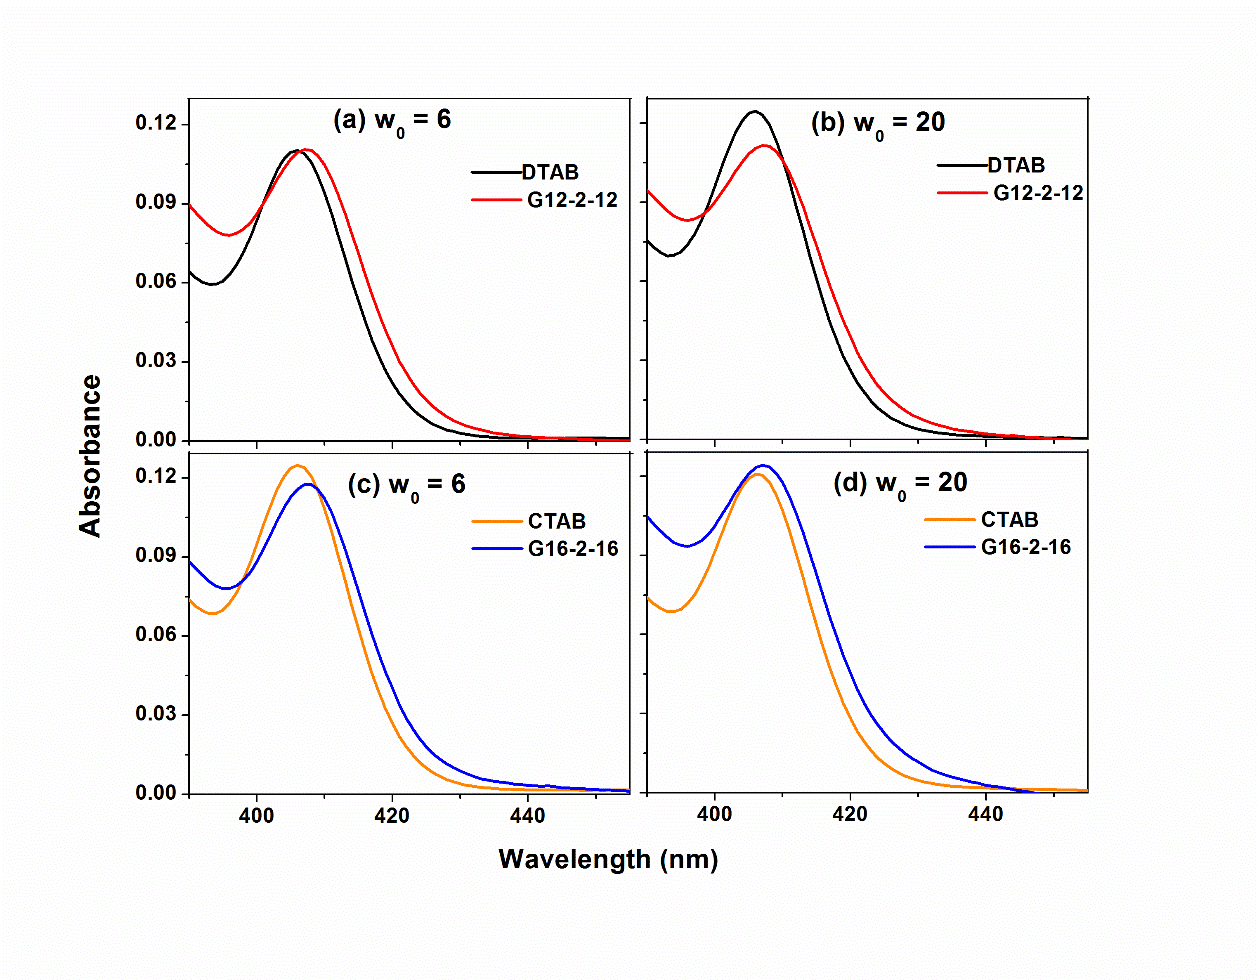 (a) w0 = 6
DTAB
G12-2-12
(b) w0 = 20
DTAB
G12-2-12
0.12
0.09
0.06
0.03
0.00
(c) w0 = 6
CTAB
G16-2-16
(d) w0 = 20
CTAB
G16-2-16
0.12
0.09
0.06
0.03
0.00
Absorbance
400 420 440
400 420 440
Wavelength (nm)